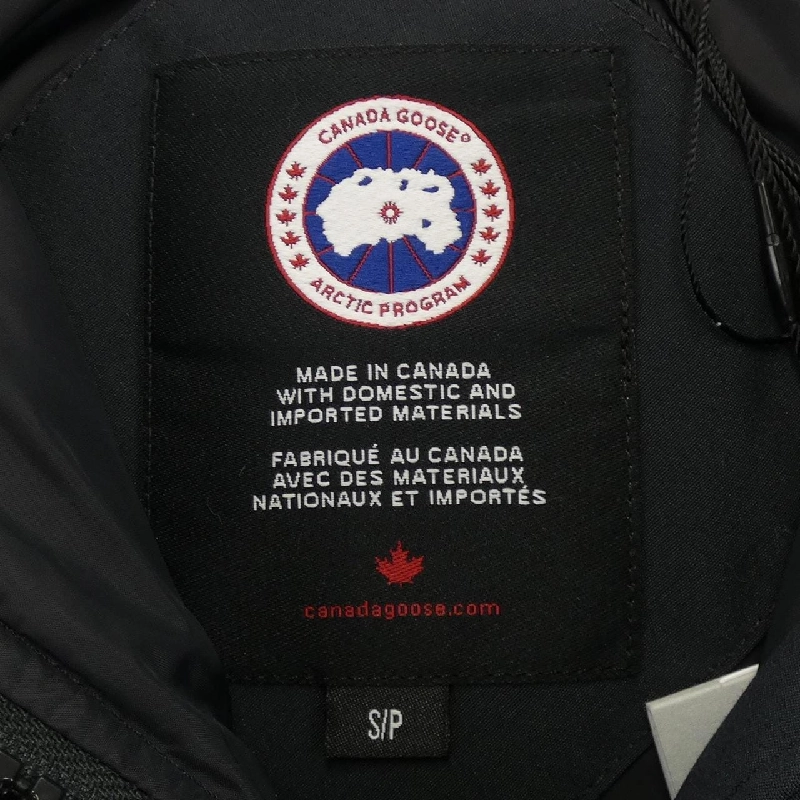 CANADA GOOSE®
ARCTIC PROGRAM
MADE IN CANADA
WITH DOMESTIC AND
IMPORTED MATERIALS
FABRIQUÉ AU CANADA
AVEC DES MATERIAUX
NATIONAUX ET IMPORTÉS
canadagoose.com
S/P